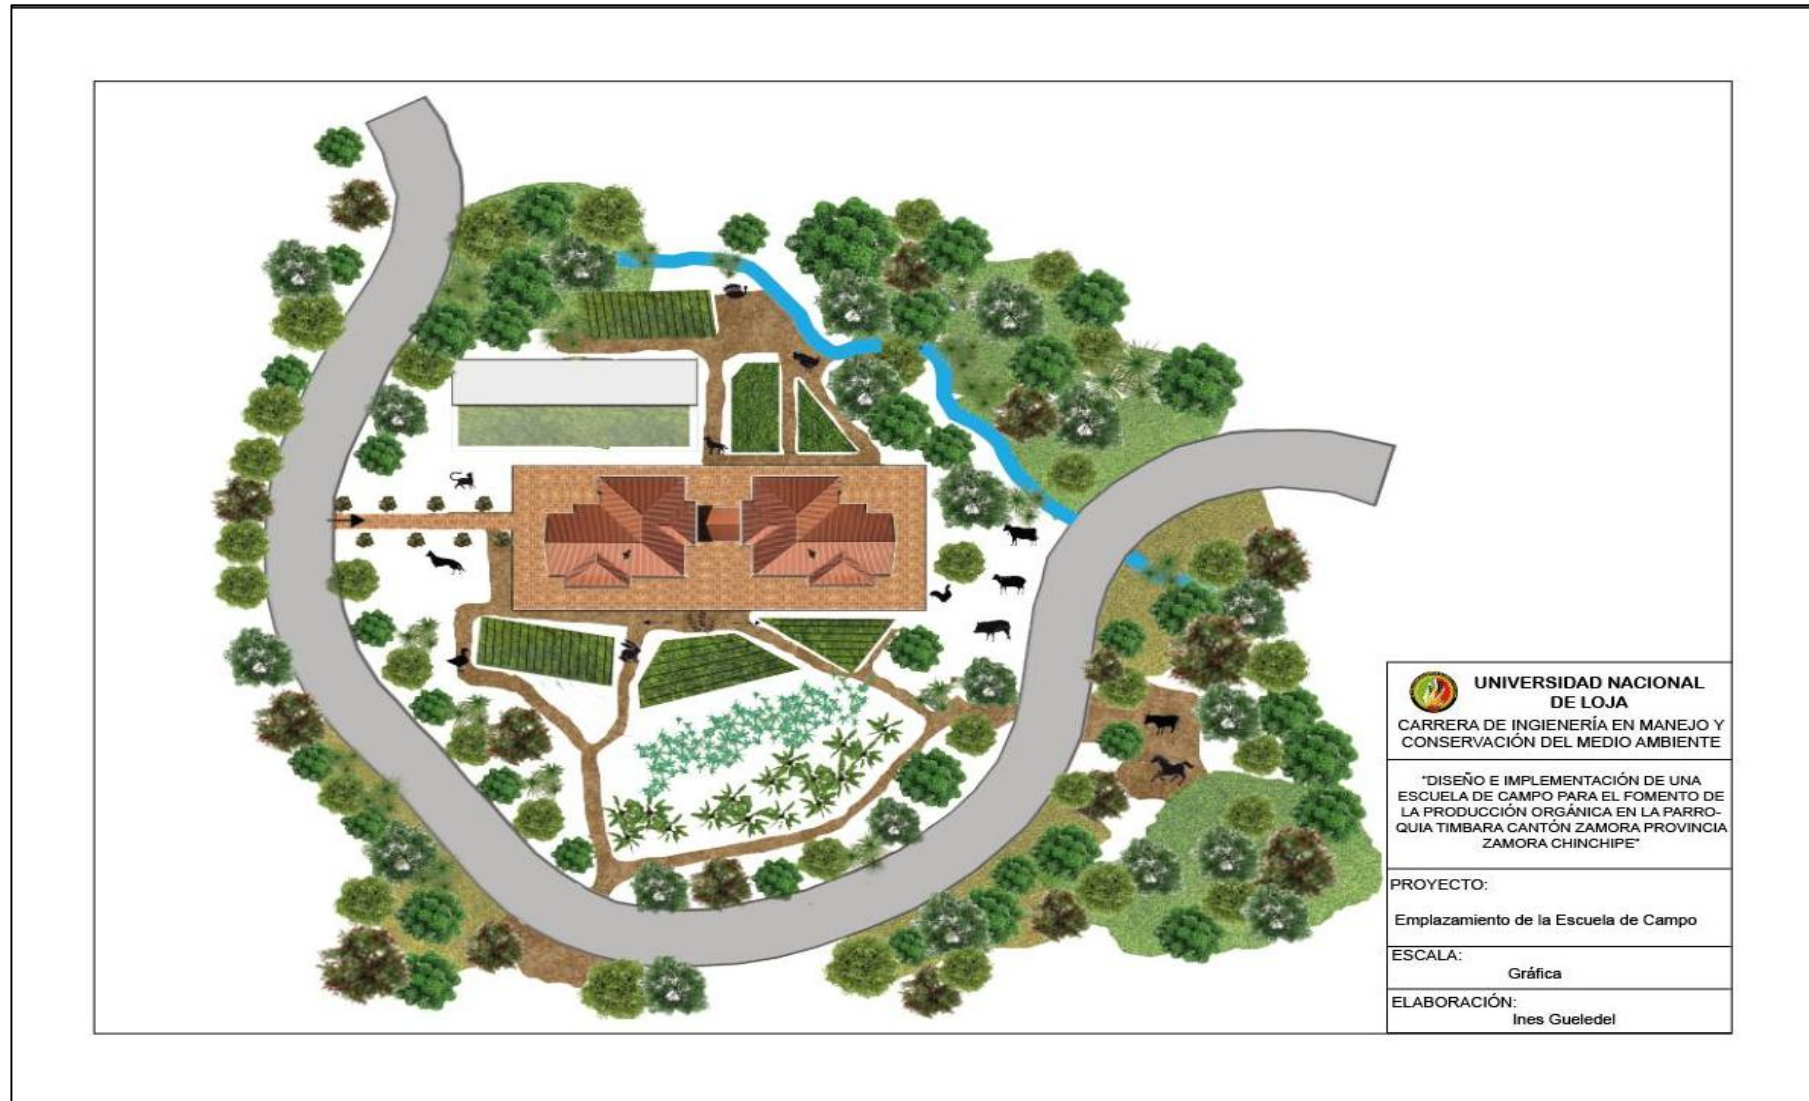 UNIVERSIDAD NACIONAL
DE LOJA
CARRERA DE INGIENERÍA EN MANEJO Y
CONSERVACIÓN DEL MEDIO AMBIENTE
"DISEÑO E IMPLEMENTACIÓN DE UNA
ESCUELA DE CAMPO PARA EL FOMENTO DE
LA PRODUCCIÓN ORGÁNICA EN LA PARRO-
QUIA TIMBARA CANTÓN ZAMORA PROVINCIA
ZAMORA CHINCHIPE"
PROYECTO:
Emplazamiento de la Escuela de Campo
ESCALA:
Gráfica
ELABORACIÓN:
Ines Gueledel